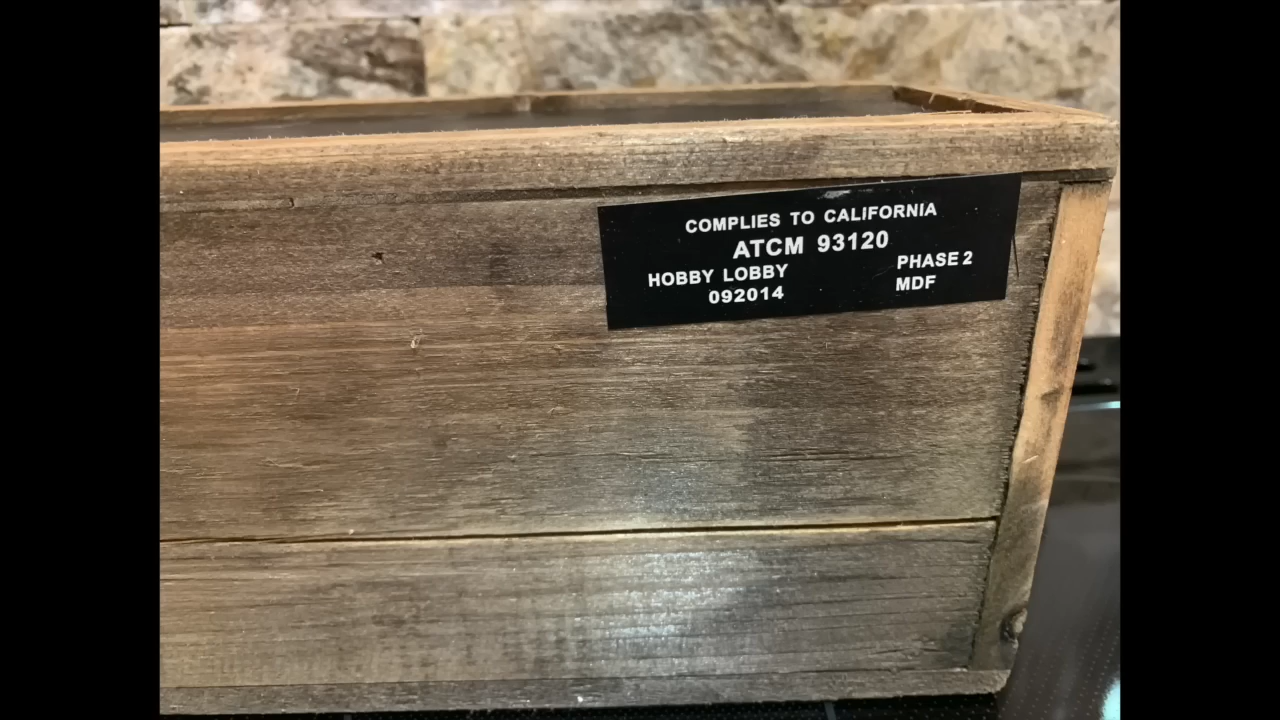 COMPLIES TO CALIFORNIA
ATCM 93120
HOBBY LOBBY
092014
PHASE 2
MDF